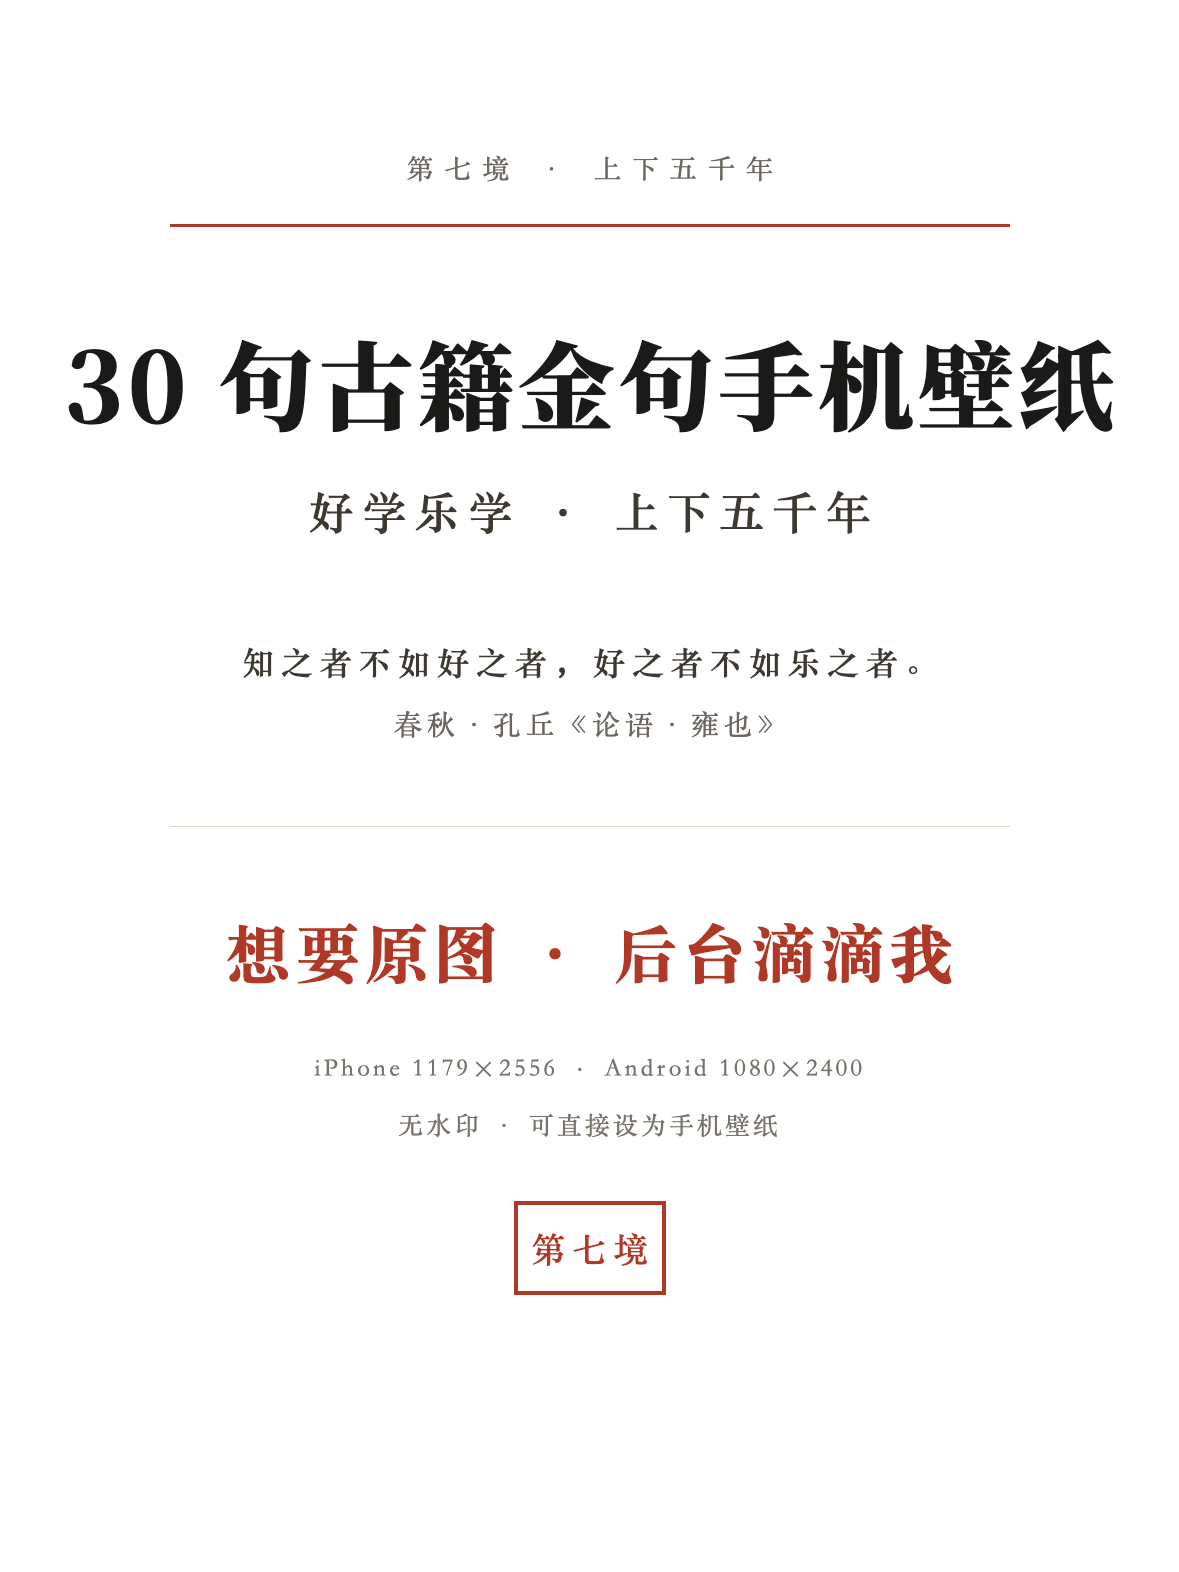 第七境 · 上下五千年
30 句古籍金句手机壁纸
好学乐学 · 上下五千年
知之者不如好之者，好之者不如乐之者。
春秋 · 孔丘《论语 · 雍也》
想要原图 · 后台滴滴我
iPhone 1179×2556 · Android 1080×2400
无水印 · 可直接设为手机壁纸
第七境